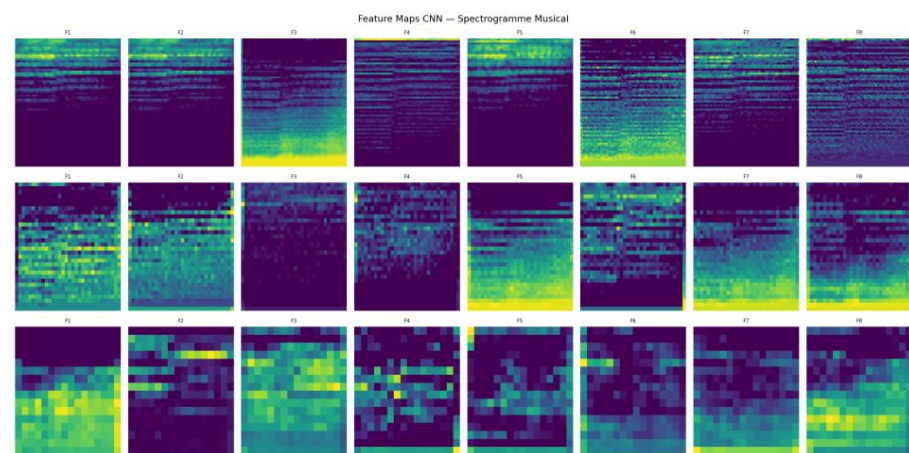 Feature Maps CNN — Spectrogramme Musical
F1 F2 F3 F4 F5 F6 F7 F8
F1 F2 F3 F4 F5 F6 F7 F8
F1 F2 F3 F4 F5 F6 F7 F8